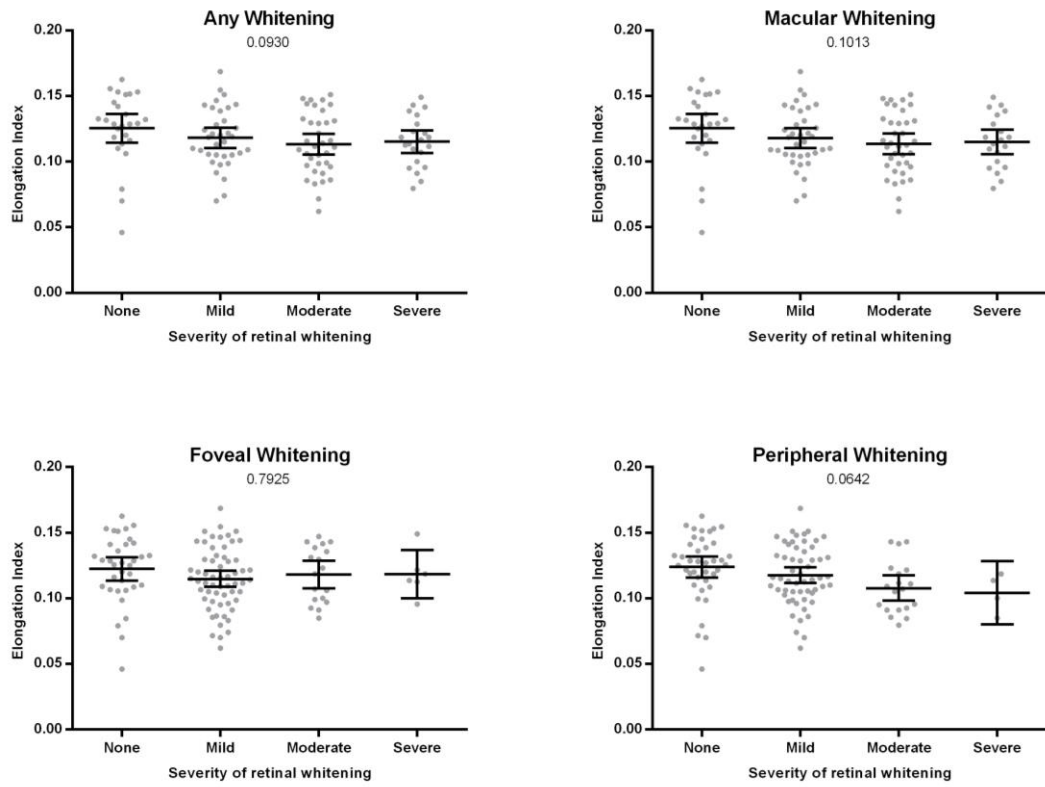 Any Whitening
0.0930
0.20
0.15
0.10
0.05
0.00
Elongation Index
None Mild Moderate Severe
Severity of retinal whitening
Macular Whitening
0.1013
0.20
0.15
0.10
0.05
0.00
Elongation Index
None Mild Moderate Severe
Severity of retinal whitening
Foveal Whitening
0.7925
0.20
0.15
0.10
0.05
0.00
Elongation Index
None Mild Moderate Severe
Severity of retinal whitening
Peripheral Whitening
0.0642
0.20
0.15
0.10
0.05
0.00
Elongation Index
None Mild Moderate Severe
Severity of retinal whitening